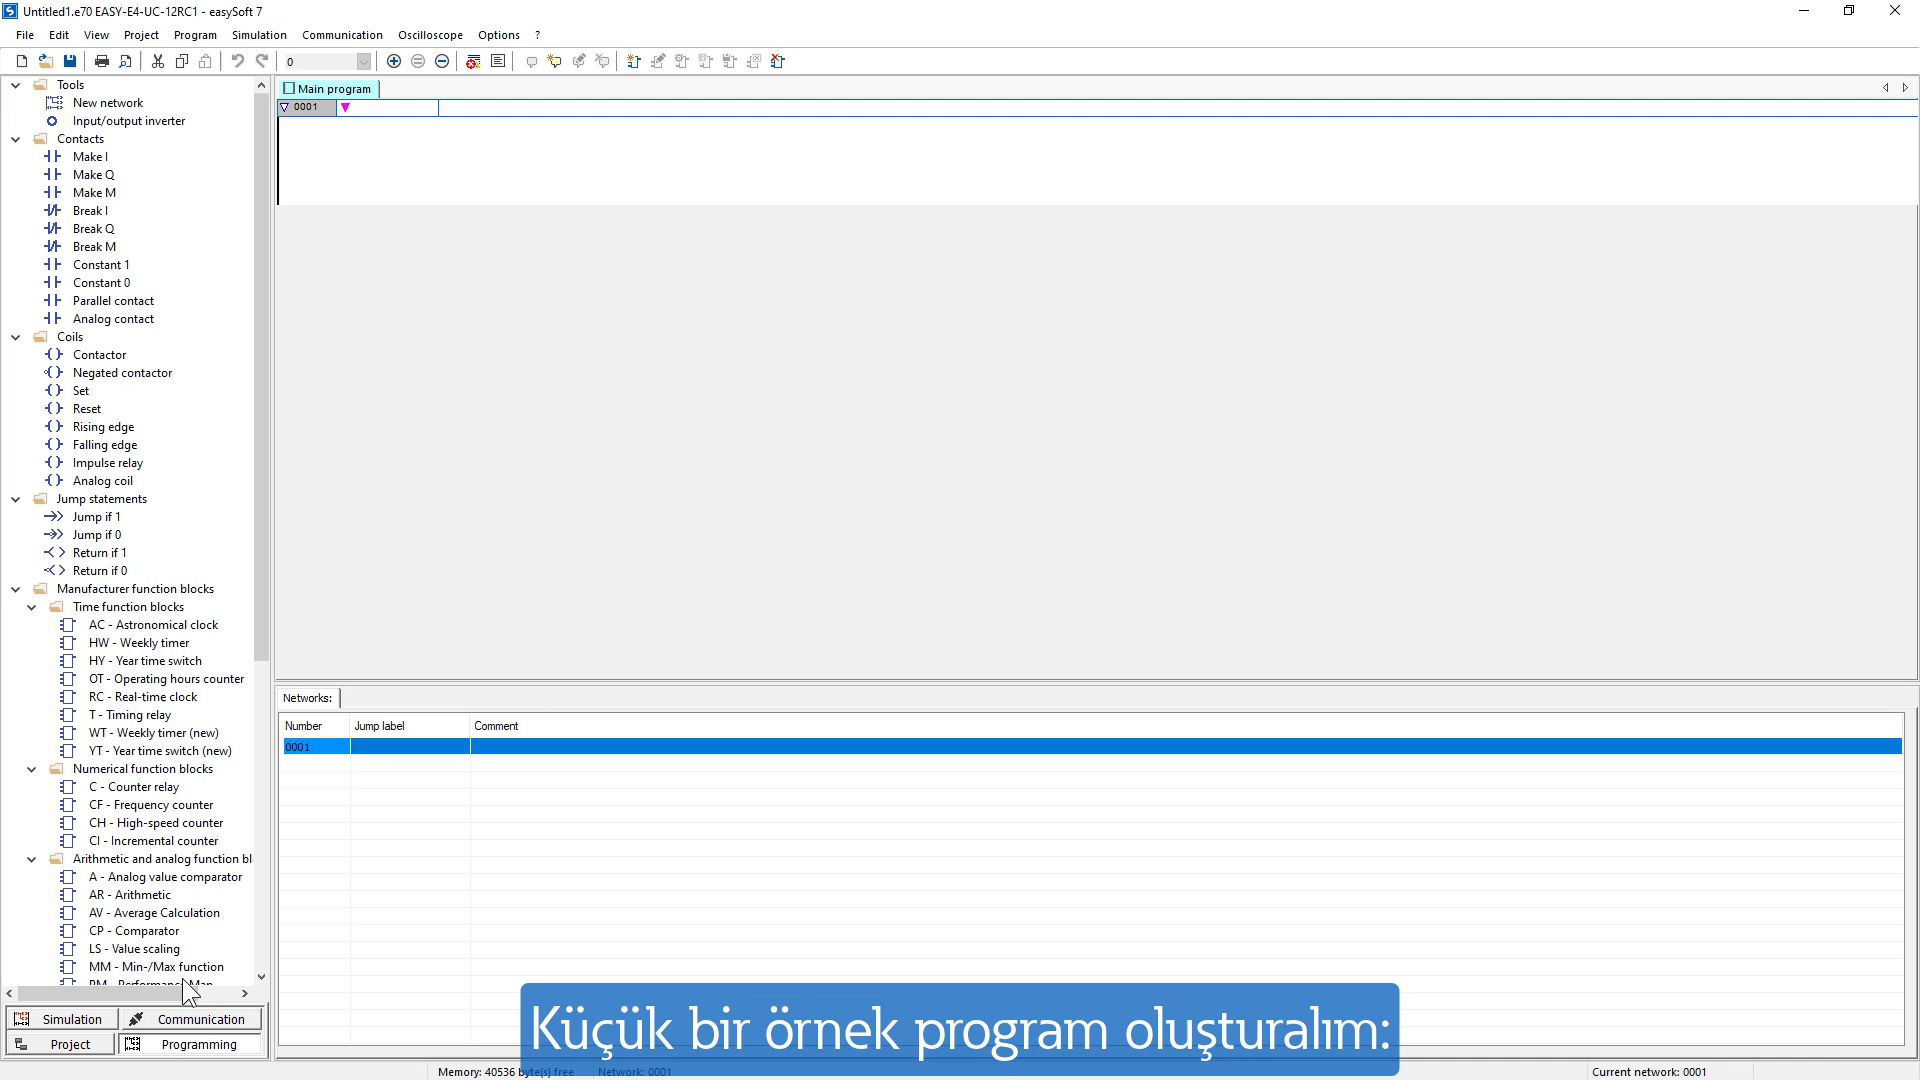 Untitled1.e70 EASY-E4-UC-12RC1 - easySoft 7
File Edit View Project Program Simulation Communication Oscilloscope Options ?
0
Tools
New network
Input/output inverter
Contacts
Make I
Make Q
Make M
Break I
Break Q
Break M
Constant 1
Constant 0
Parallel contact
Analog contact
Coils
Contactor
Negated contactor
Set
Reset
Rising edge
Falling edge
Impulse relay
Analog coil
Jump statements
Jump if 1
Jump if 0
Return if 1
Return if 0
Manufacturer function blocks
Time function blocks
AC - Astronomical clock
HW - Weekly timer
HY - Year time switch
OT - Operating hours counter
RC - Real-time clock
T - Timing relay
WT - Weekly timer (new)
YT - Year time switch (new)
Numerical function blocks
C - Counter relay
CF - Frequency counter
CH - High-speed counter
CI - Incremental counter
Arithmetic and analog function bl
A - Analog value comparator
AR - Arithmetic
AV - Average Calculation
CP - Comparator
LS - Value scaling
MM - Min-/Max function
Simulation Communication
Project Programming
Main program
0001
Networks:
Number Jump label Comment
0001
Küçük bir örnek program oluşturalım:
Memory: 40536 byte(s) free Network: 0001 Current network: 0001